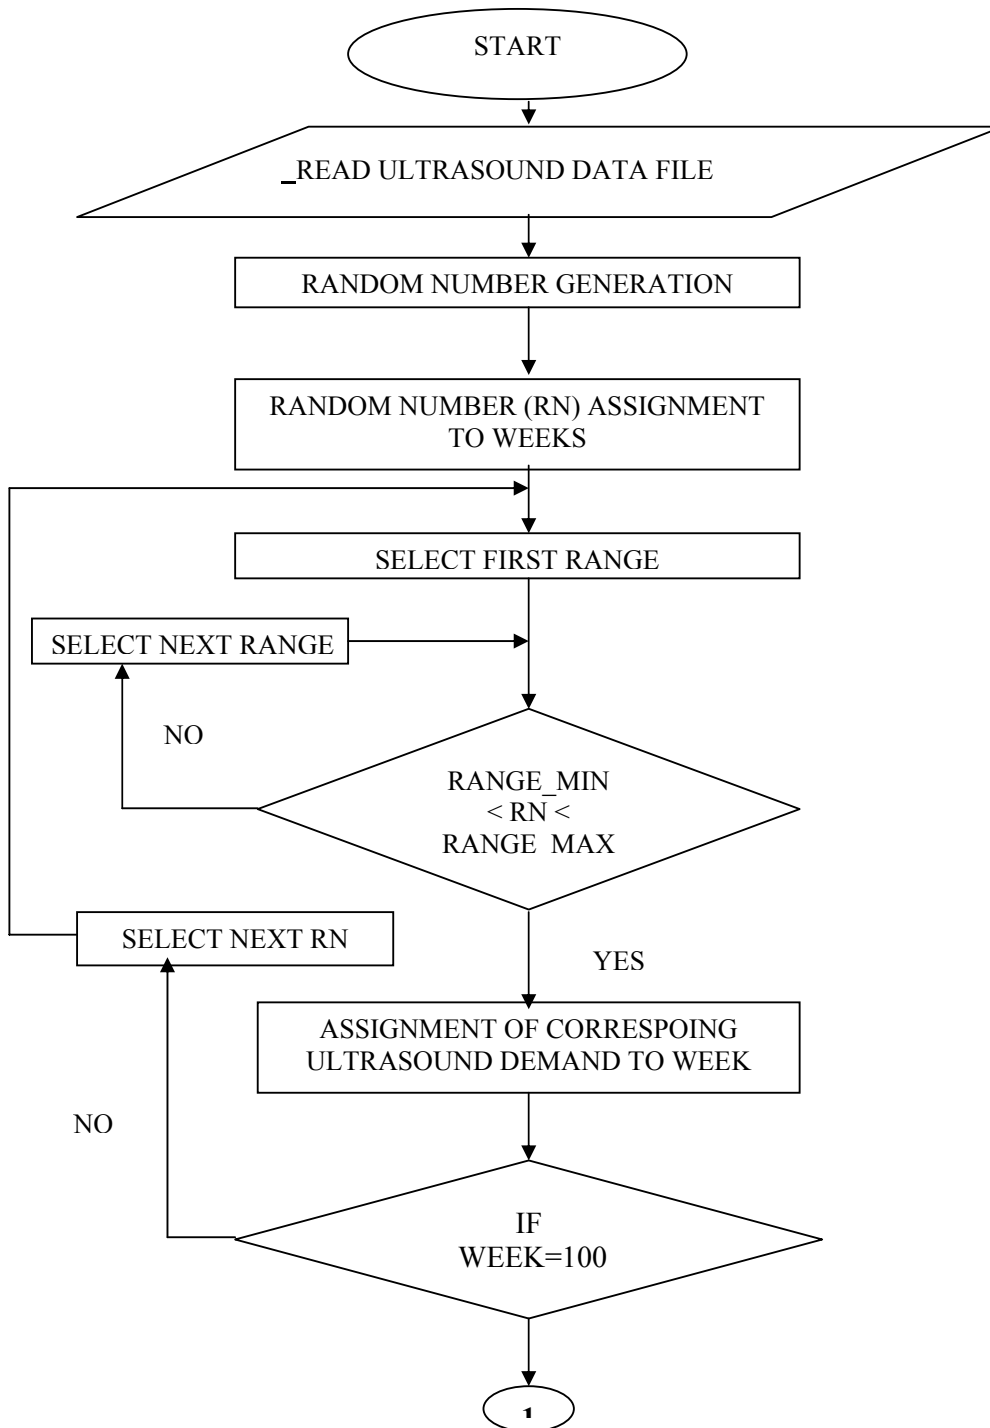 START
_READ ULTRASOUND DATA FILE
RANDOM NUMBER GENERATION
RANDOM NUMBER (RN) ASSIGNMENT
TO WEEKS
SELECT FIRST RANGE
SELECT NEXT RANGE
NO
RANGE_MIN
< RN <
RANGE_MAX
SELECT NEXT RN
YES
ASSIGNMENT OF CORRESPOING
ULTRASOUND DEMAND TO WEEK
NO
IF
WEEK=100
1